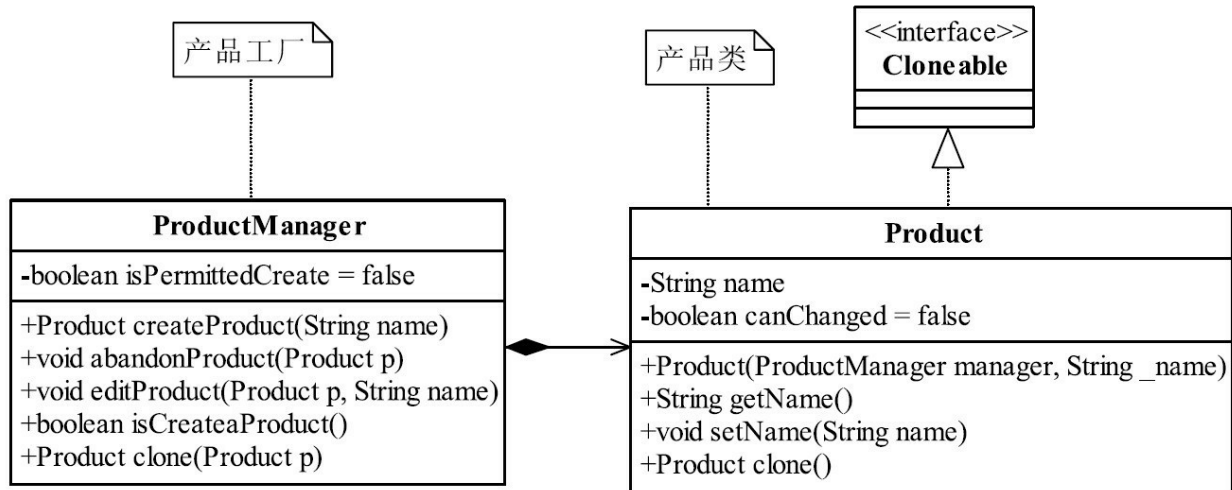 产品工厂
产品类
<<interface>>
Cloneable
ProductManager
-boolean isPermittedCreate = false
+Product createProduct(String name)
+void abandonProduct(Product p)
+void editProduct(Product p, String name)
+boolean isCreateaProduct()
+Product clone(Product p)
Product
-String name
-boolean canChanged = false
+Product(ProductManager manager, String _name)
+String getName()
+void setName(String name)
+Product clone()